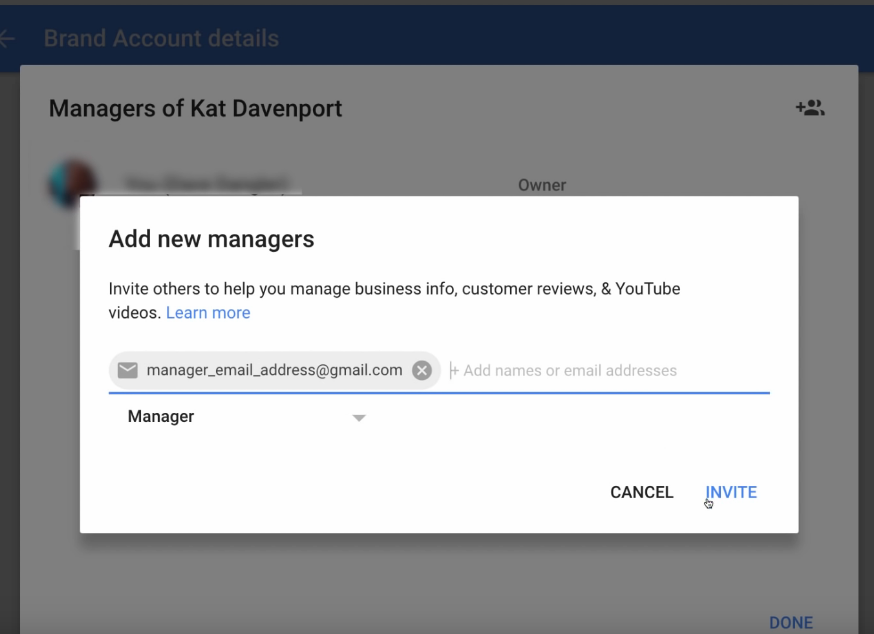 Brand Account details
Managers of Kat Davenport
Owner
Add new managers
Invite others to help you manage business info, customer reviews, & YouTube
videos. Learn more
manager_email_address@gmail.com + Add names or email addresses
Manager
CANCEL INVITE
DONE